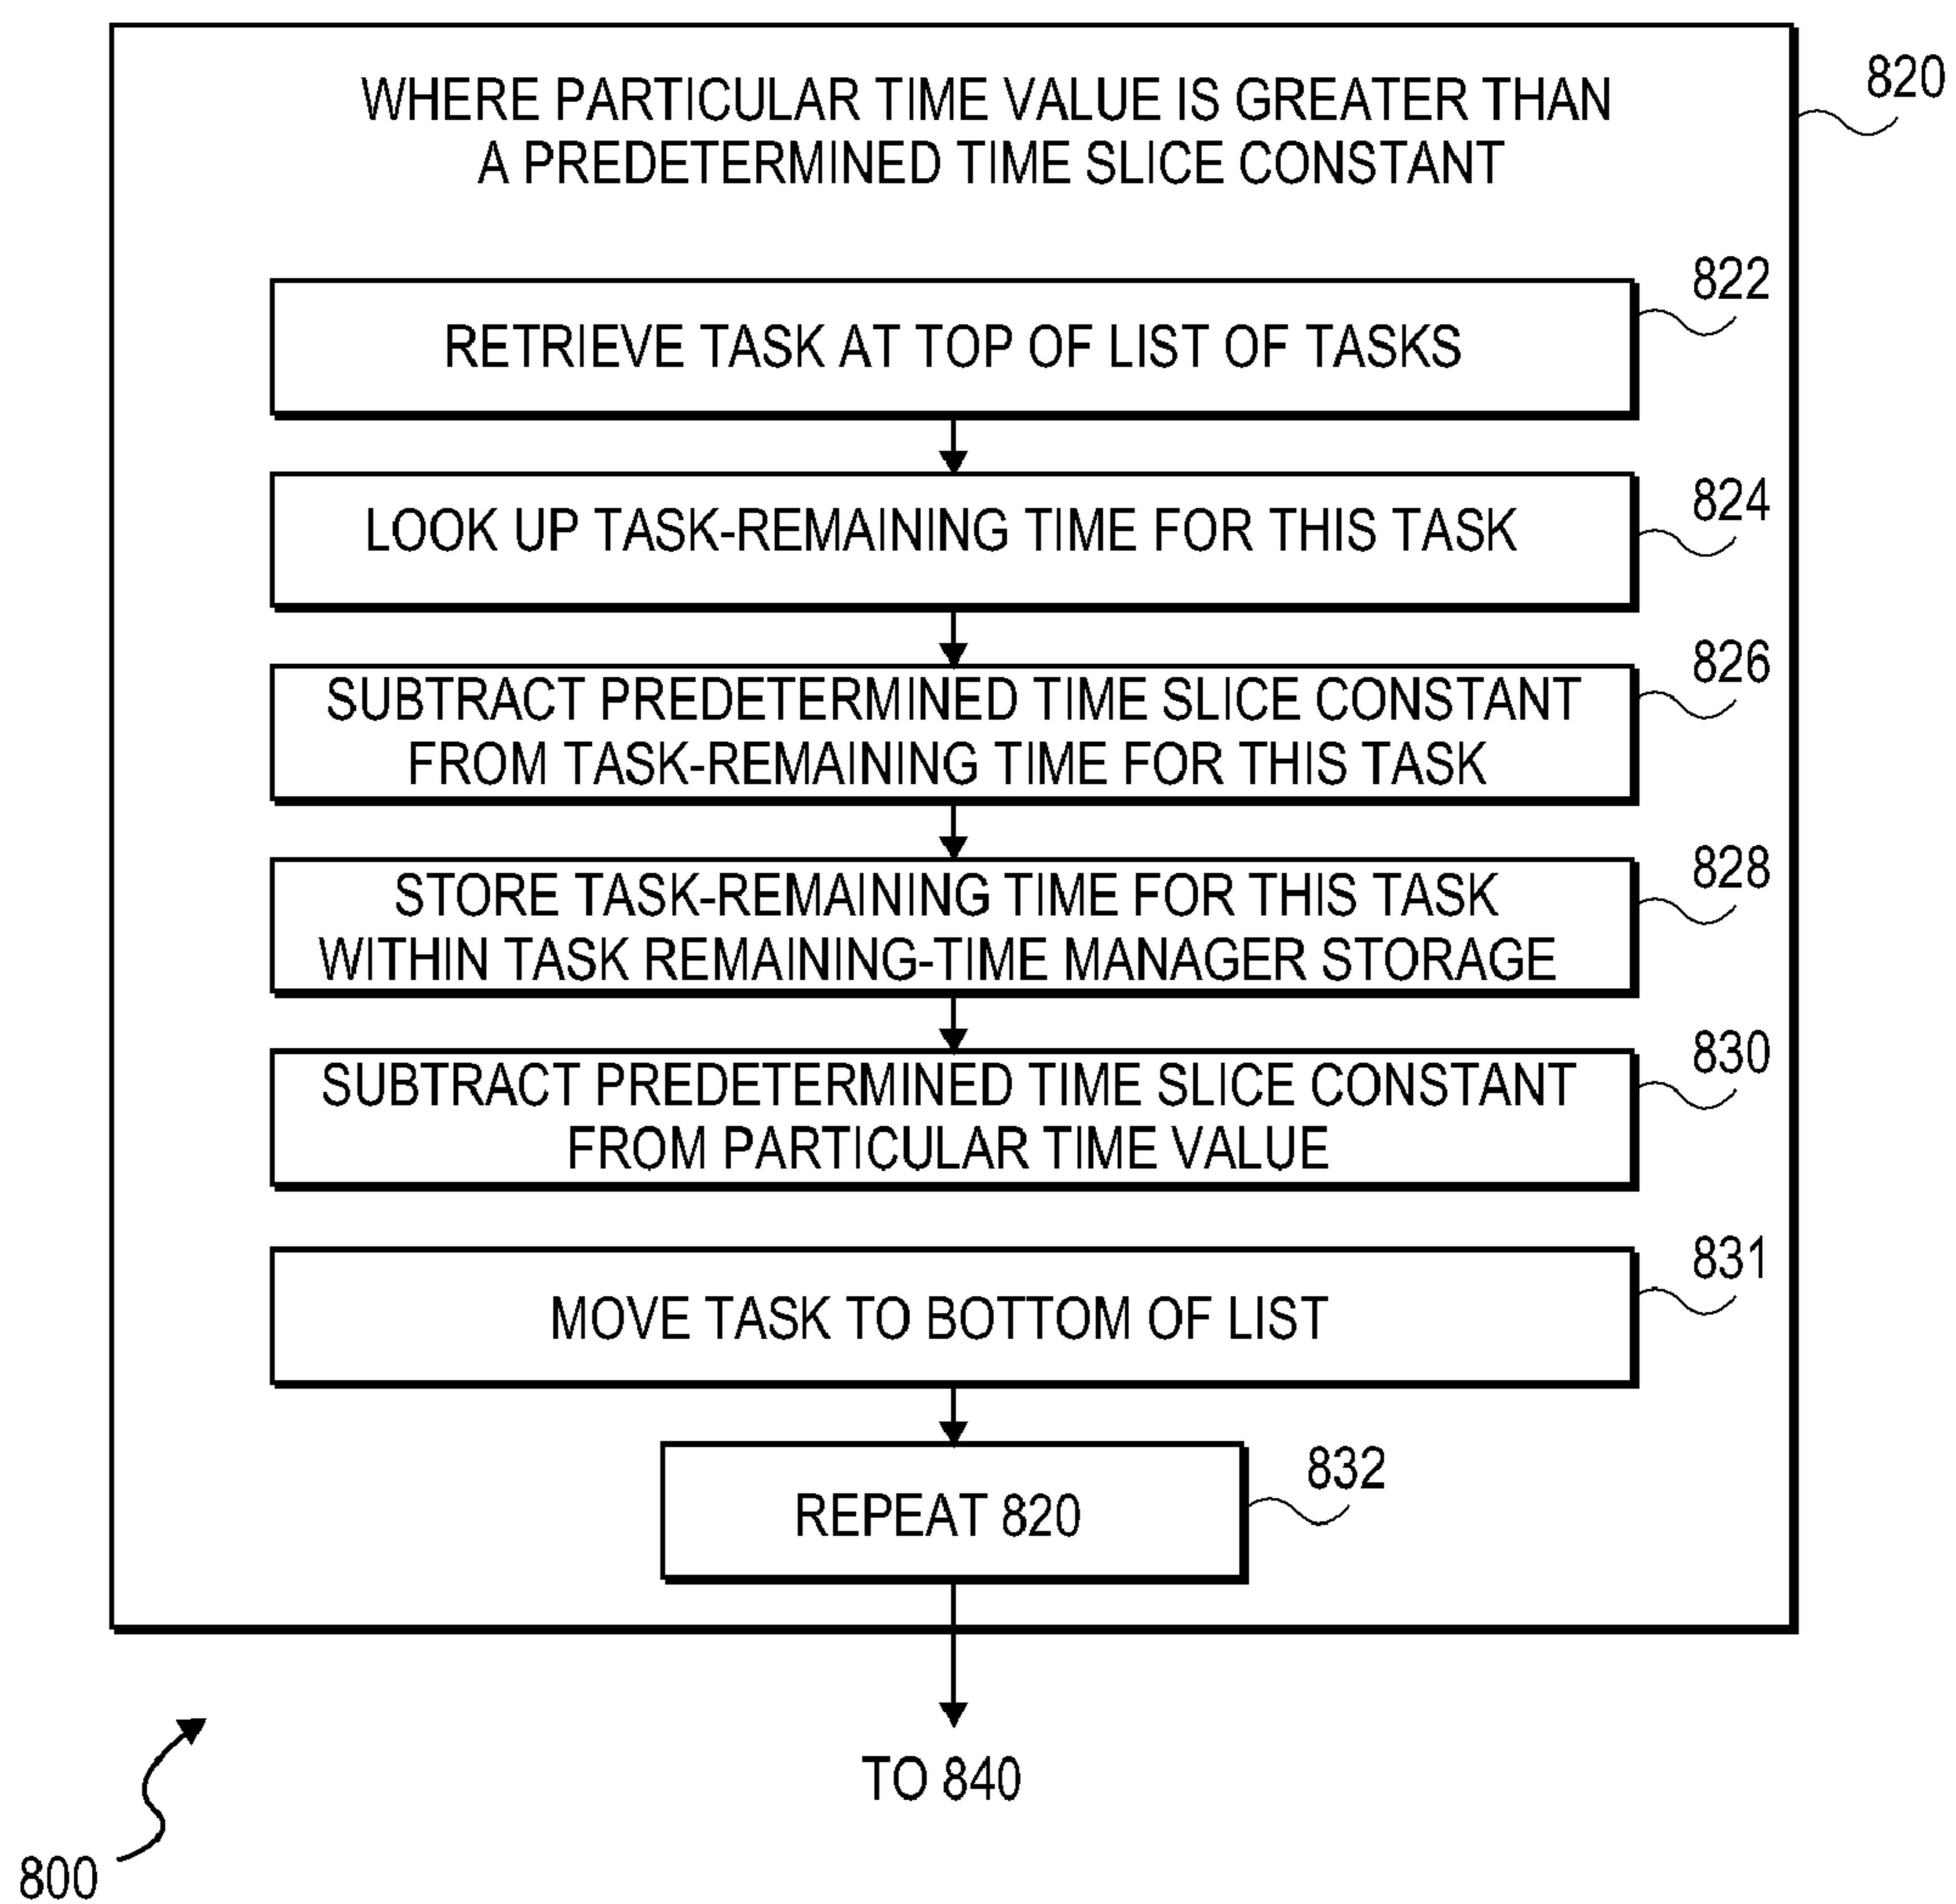 WHERE PARTICULAR TIME VALUE IS GREATER THAN
A PREDETERMINED TIME SLICE CONSTANT
820
RETRIEVE TASK AT TOP OF LIST OF TASKS
822
LOOK UP TASK-REMAINING TIME FOR THIS TASK
824
SUBTRACT PREDETERMINED TIME SLICE CONSTANT
FROM TASK-REMAINING TIME FOR THIS TASK
826
STORE TASK-REMAINING TIME FOR THIS TASK
WITHIN TASK REMAINING-TIME MANAGER STORAGE
828
SUBTRACT PREDETERMINED TIME SLICE CONSTANT
FROM PARTICULAR TIME VALUE
830
MOVE TASK TO BOTTOM OF LIST
831
REPEAT 820
832
TO 840
800